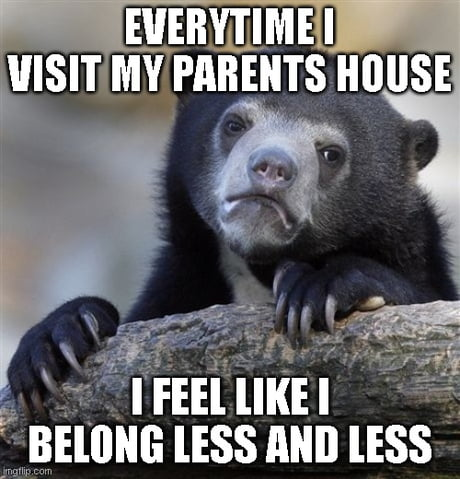 EVERYTIME I
VISIT MY PARENTS HOUSE
I FEEL LIKE I
BELONG LESS AND LESS
imgflip.com